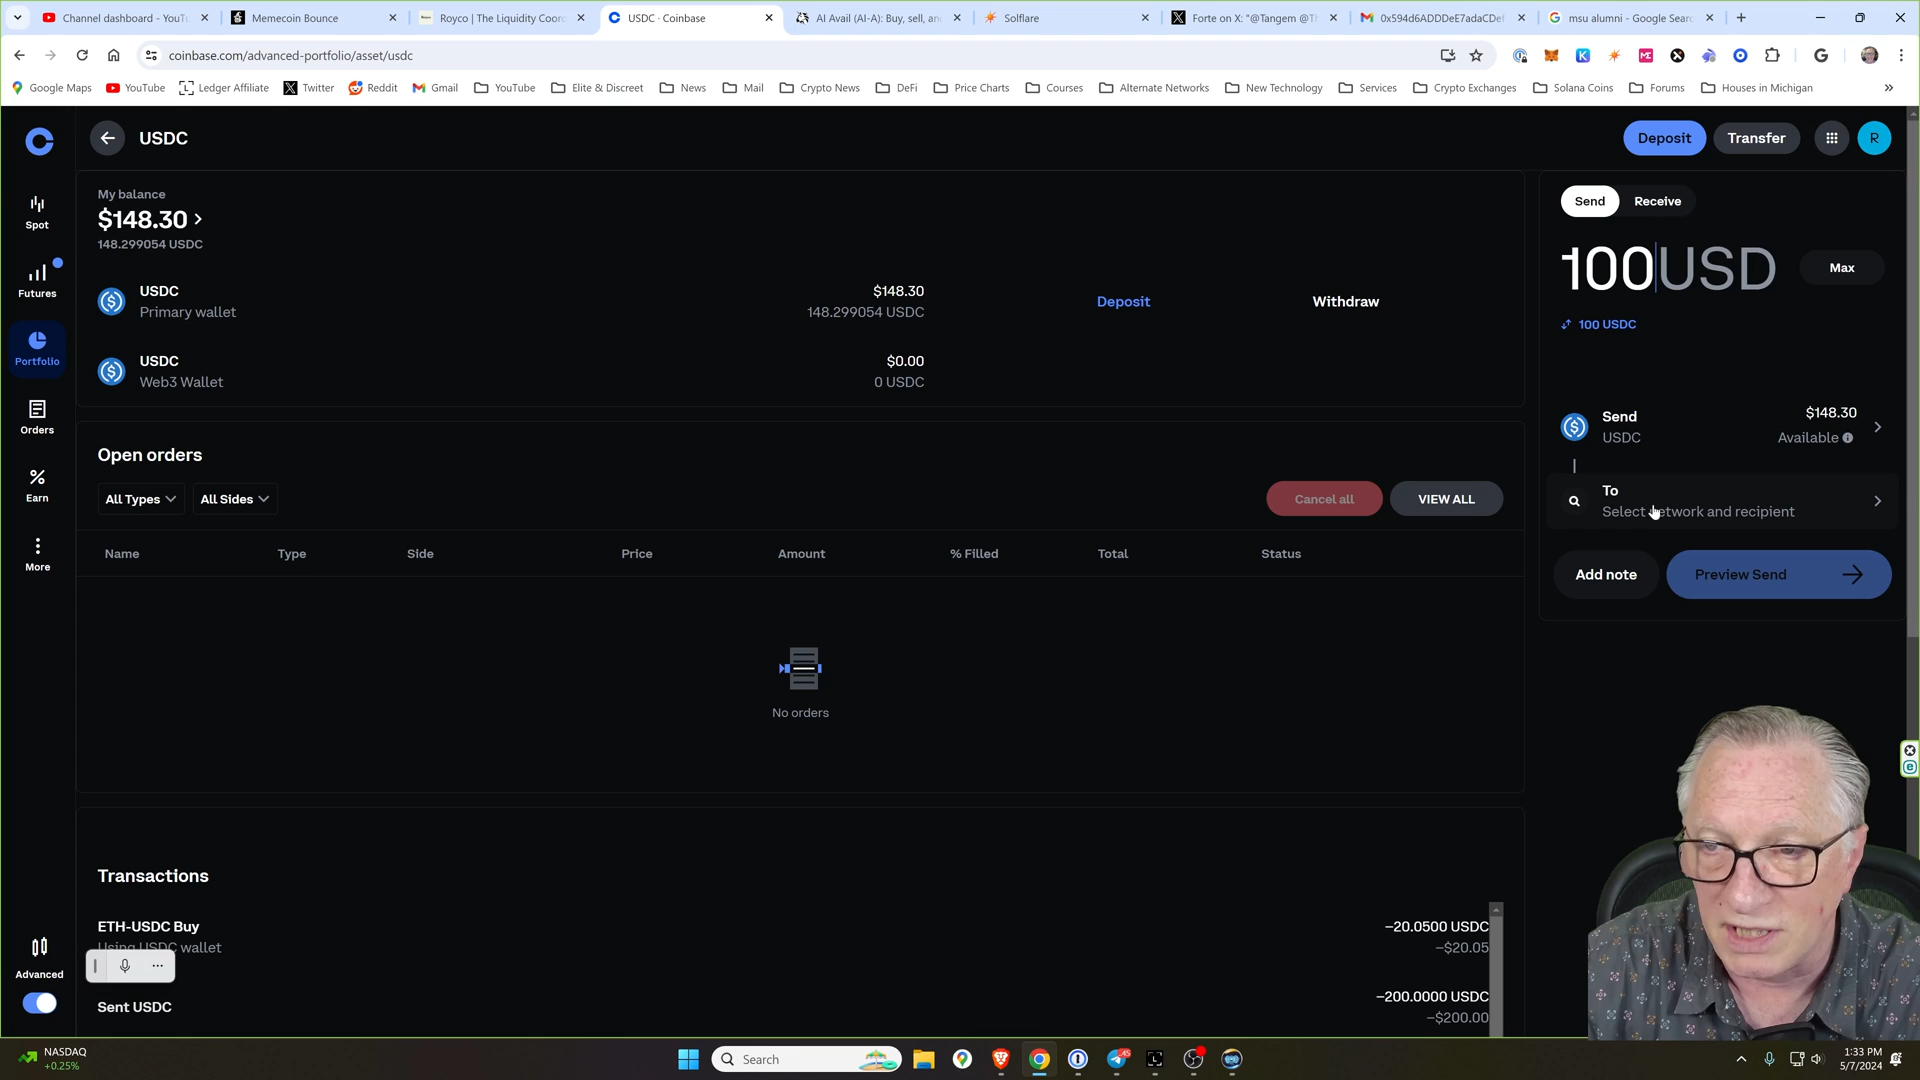 Channel dashboard - YouTu
Memecoin Bounce
Royco | The Liquidity Coor
USDC · Coinbase
AI Avail (AI-A): Buy, sell, an
Solflare
Forte on X: "@Tangem @Th
0x594d6ADDDeE7adaCDef
msu alumni - Google Searc
coinbase.com/advanced-portfolio/asset/usdc
Google Maps
YouTube
Ledger Affiliate
Twitter
Reddit
Gmail
YouTube
Elite & Discreet
News
Mail
Crypto News
DeFi
Price Charts
Courses
Alternate Networks
New Technology
Services
Crypto Exchanges
Solana Coins
Forums
Houses in Michigan
USDC
Deposit
Transfer
R
Spot
Futures
Portfolio
Orders
Earn
More
Advanced
My balance
$148.30
148.299054 USDC
USDC
Primary wallet
$148.30
148.299054 USDC
Deposit
Withdraw
USDC
Web3 Wallet
$0.00
0 USDC
Open orders
All Types
All Sides
Cancel all
VIEW ALL
Name Type Side Price Amount % Filled Total Status
No orders
Transactions
ETH-USDC Buy
Using USDC wallet
−20.0500 USDC
−$20.05
Sent USDC
−200.0000 USDC
−$200.00
Send
Receive
100USD
Max
100 USDC
Send
USDC
$148.30
Available
To
Select network and recipient
Add note
Preview Send
NASDAQ
+0.25%
Search
45
1:33 PM
5/7/2024